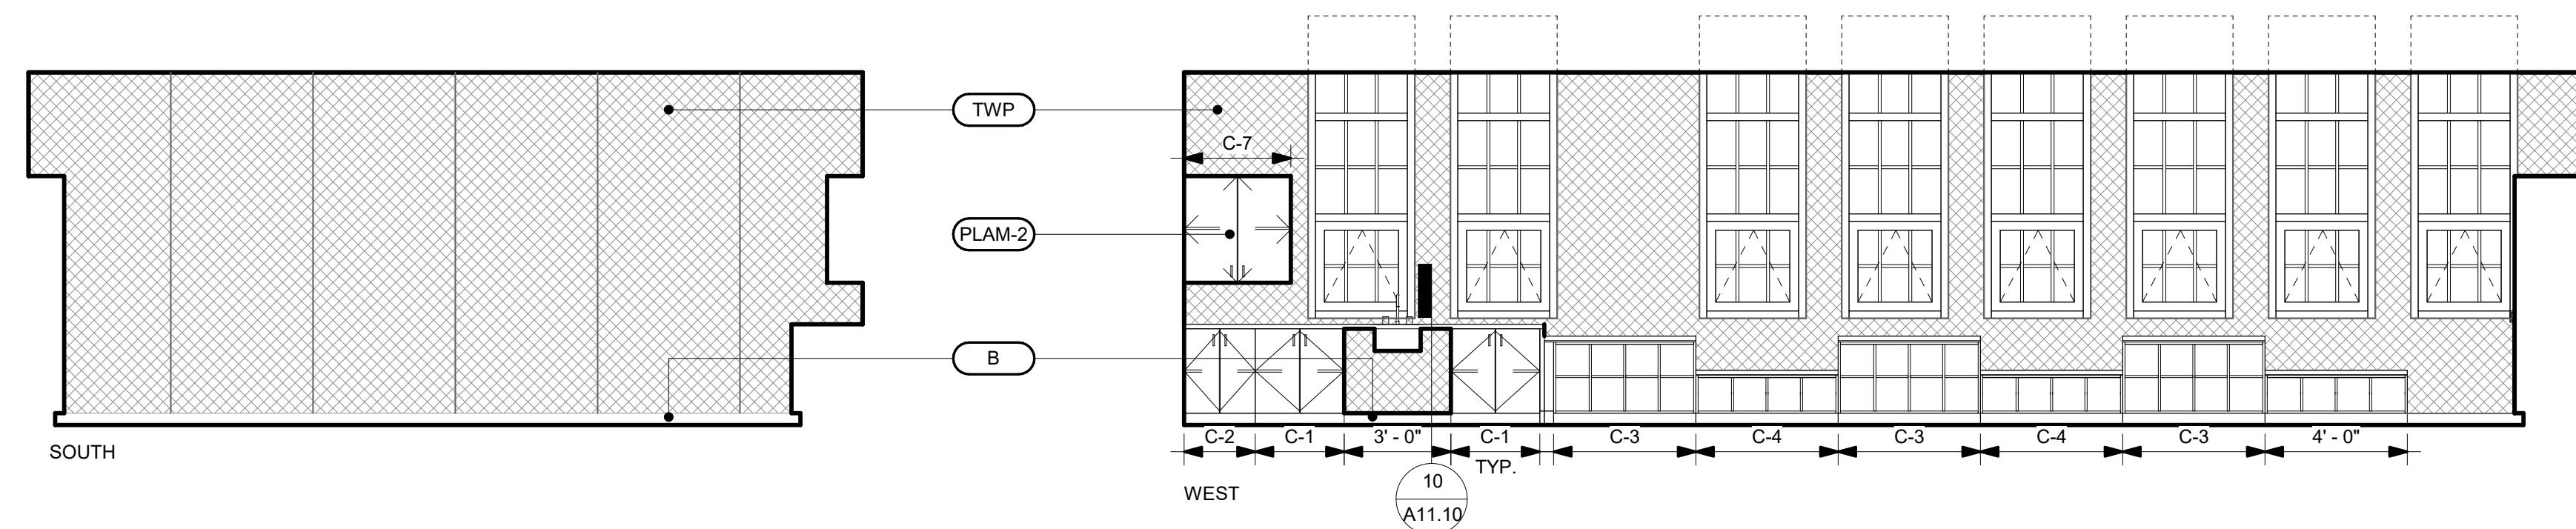 TWP
C-7
PLAM-2
B
C-2 C-1 3' - 0" C-1 C-3 C-4 C-3 C-4 C-3 4' - 0"
TYP.
SOUTH
WEST
10
A11.10